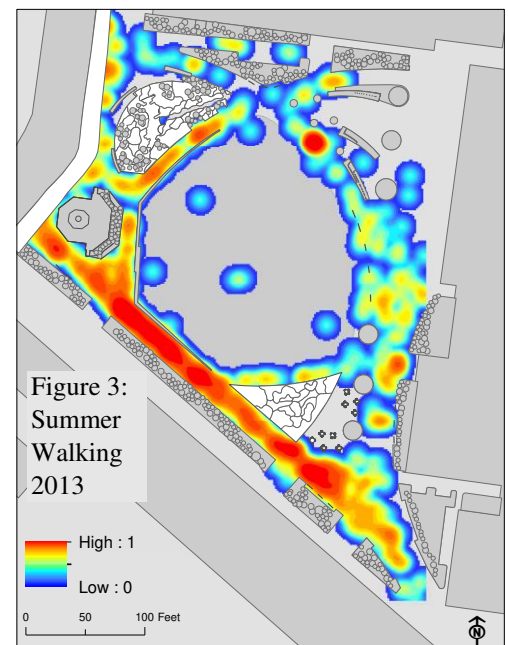 Figure 3:
Summer
Walking
2013
High : 1
Low : 0
0 50 100 Feet
N